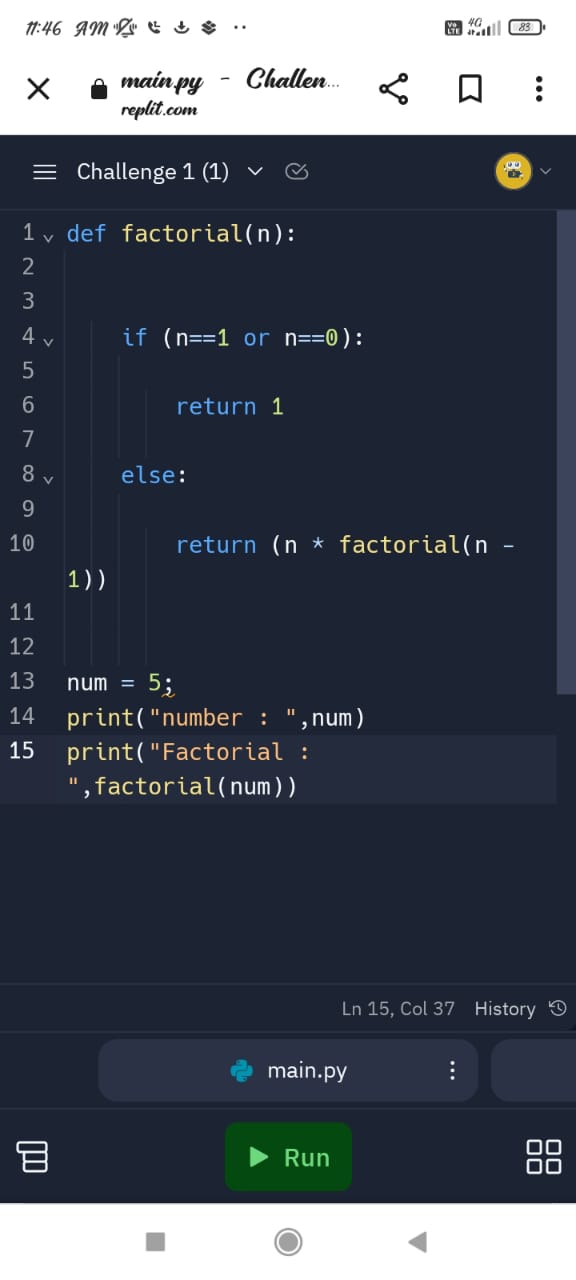 11:46 AM
Vo LTE 4G 83
main.py - Challen...
replit.com
Challenge 1 (1)
1 def factorial(n):
2
3
4 if (n==1 or n==0):
5
6 return 1
7
8 else:
9
10 return (n * factorial(n -
1))
11
12
13 num = 5;
14 print("number : ",num)
15 print("Factorial :
",factorial(num))
Ln 15, Col 37 History
main.py
Run